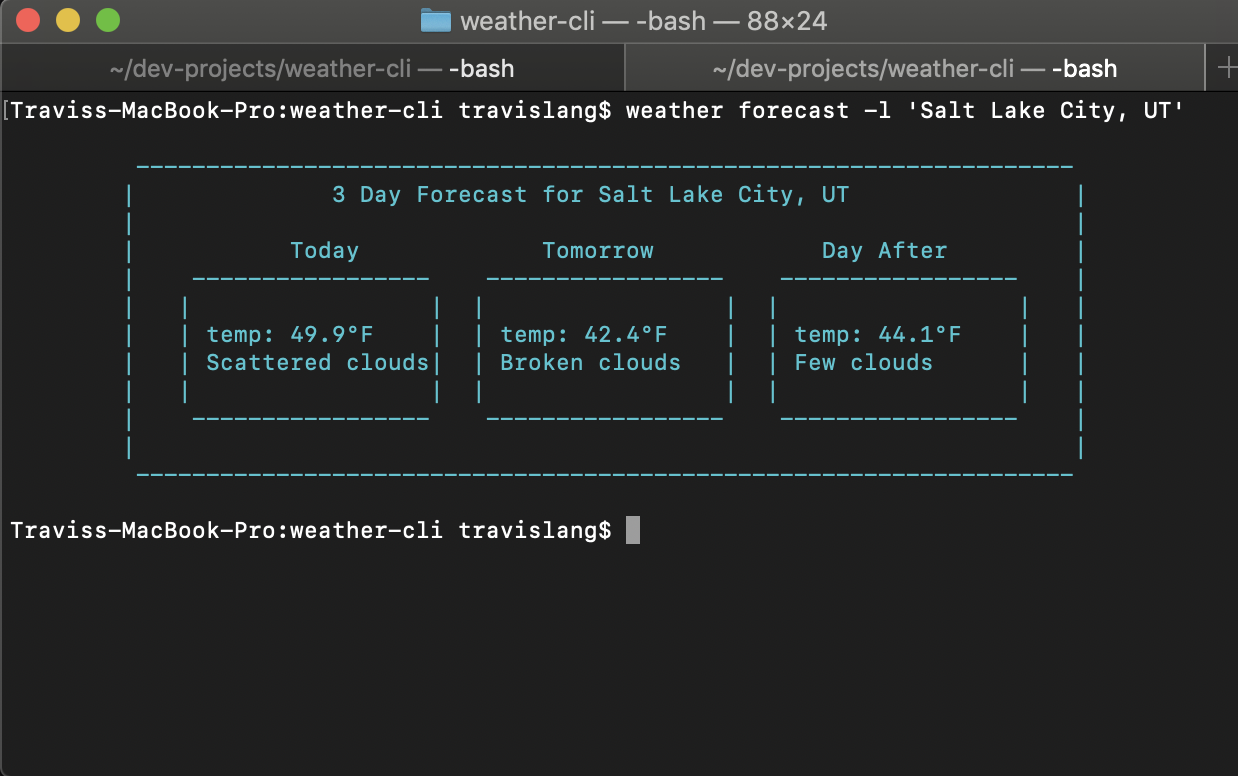 weather-cli — -bash — 88×24
~/dev-projects/weather-cli — -bash ~/dev-projects/weather-cli — -bash +
[Traviss-MacBook-Pro:weather-cli travislang$ weather forecast -l 'Salt Lake City, UT'
3 Day Forecast for Salt Lake City, UT
Today Tomorrow Day After
temp: 49.9°F temp: 42.4°F temp: 44.1°F
Scattered clouds Broken clouds Few clouds
Traviss-MacBook-Pro:weather-cli travislang$